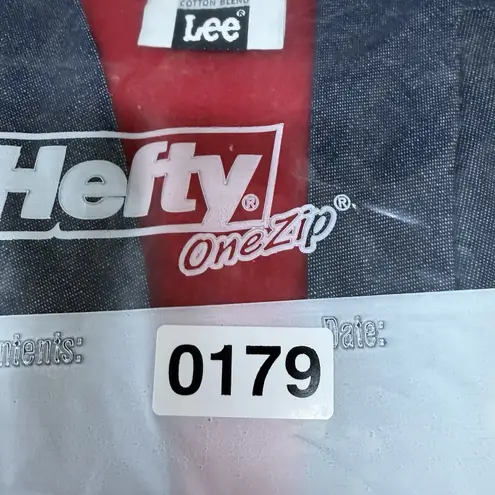 COTTON BLEND
Lee®
Hefty®
OneZip®
ntents:
Date:
0179